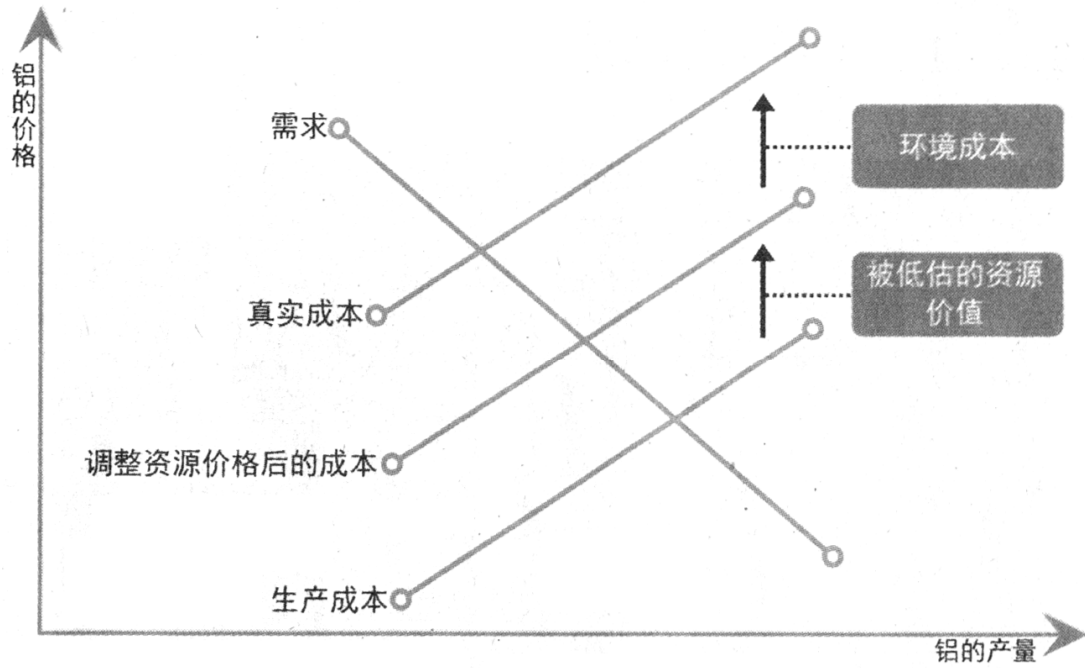 铝的价格
需求
环境成本
被低估的资源
价值
真实成本
调整资源价格后的成本
生产成本
铝的产量